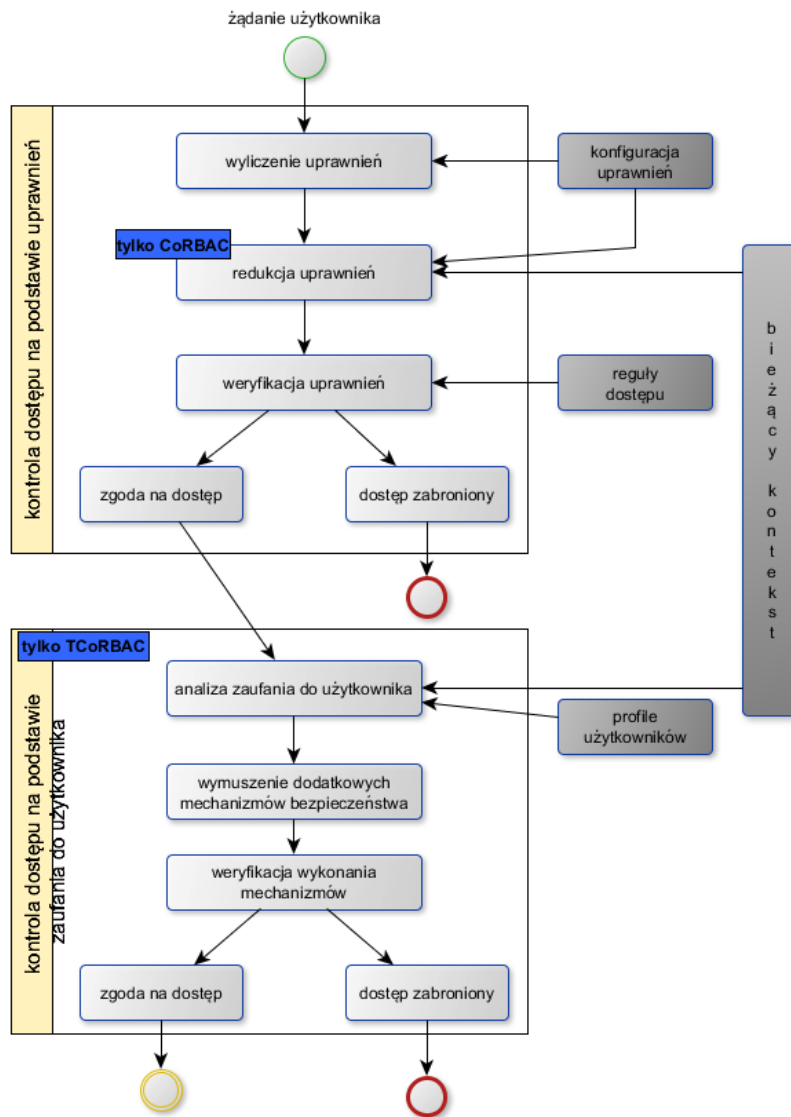 żądanie użytkownika
kontrola dostępu na podstawie uprawnień
wyliczenie uprawnień
konfiguracja
uprawnień
tylko CoRBAC
redukcja uprawnień
bieżący kontekst
weryfikacja uprawnień
reguły
dostępu
zgoda na dostęp
dostęp zabroniony
kontrola dostępu na podstawie
zaufania do użytkownika
tylko TCoRBAC
analiza zaufania do użytkownika
profile
użytkowników
wymuszenie dodatkowych
mechanizmów bezpieczeństwa
weryfikacja wykonania
mechanizmów
zgoda na dostęp
dostęp zabroniony